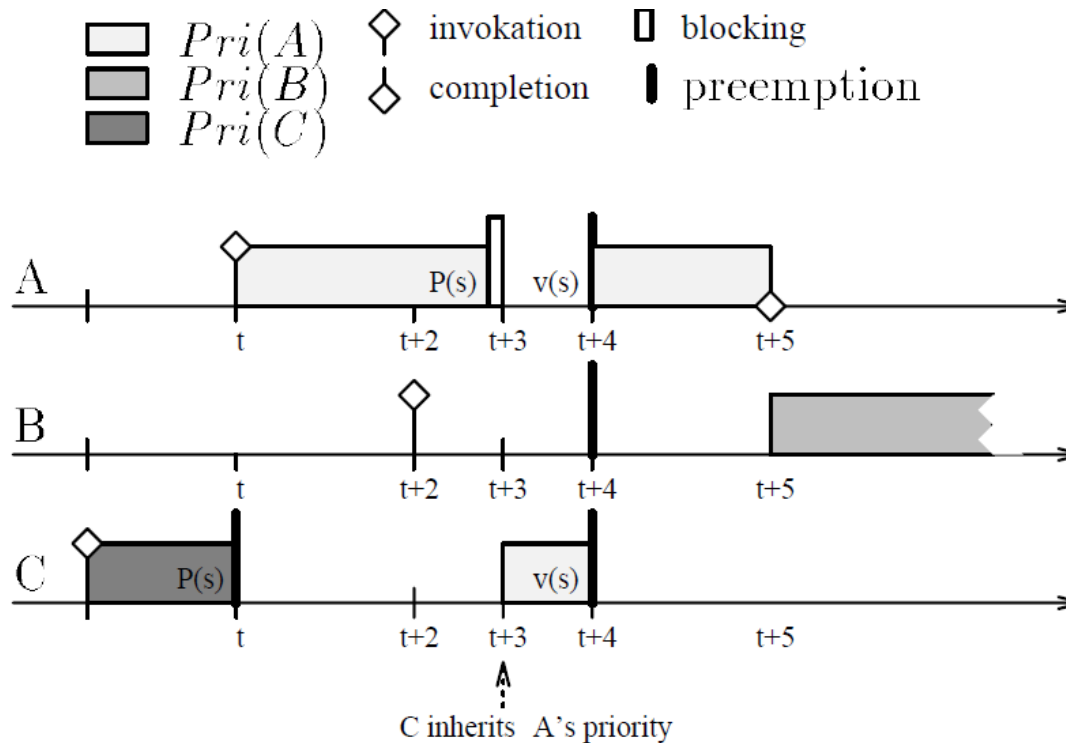 Pri(A)
Pri(B)
Pri(C)
invokation
completion
blocking
preemption
A
P(s)
v(s)
t
t+2
t+3
t+4
t+5
B
t
t+2
t+3
t+4
t+5
C
P(s)
v(s)
t
t+2
t+3
t+4
t+5
C inherits A's priority